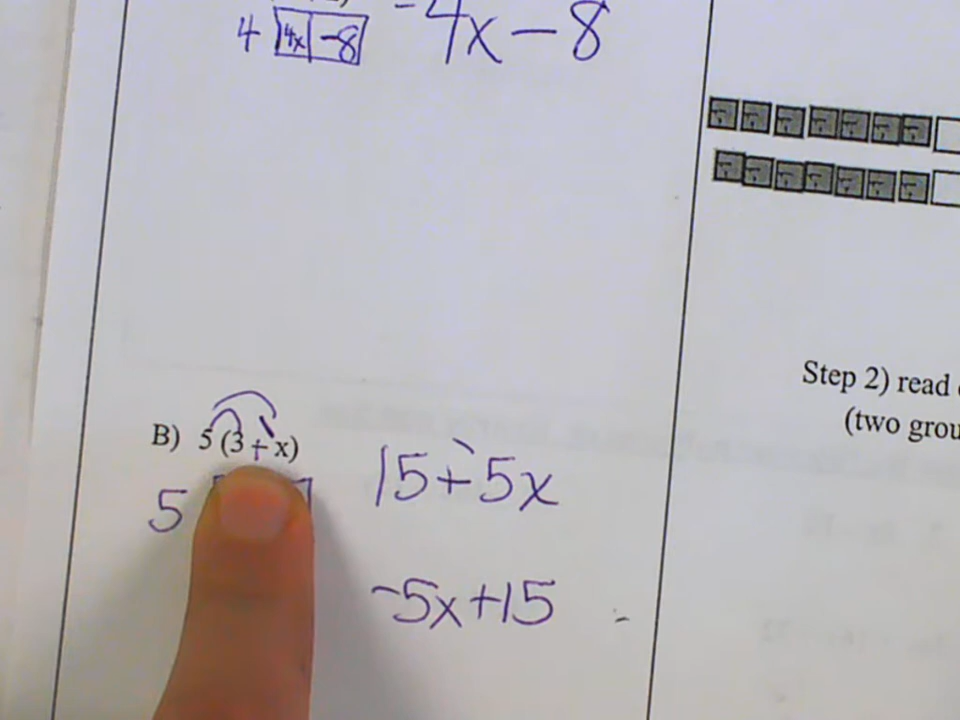 4 4x -8 -4x - 8
B) 5 (3 + -x)
5
15 + -5x
-5x + 15
Step 2) read
(two grou